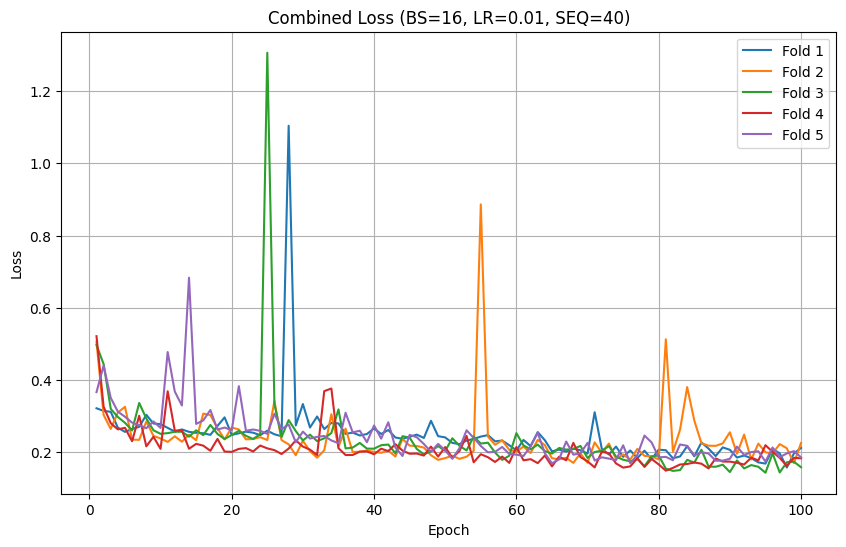 Combined Loss (BS=16, LR=0.01, SEQ=40)
Fold 1
Fold 2
Fold 3
Fold 4
Fold 5
Loss
1.2
1.0
0.8
0.6
0.4
0.2
0 20 40 60 80 100
Epoch